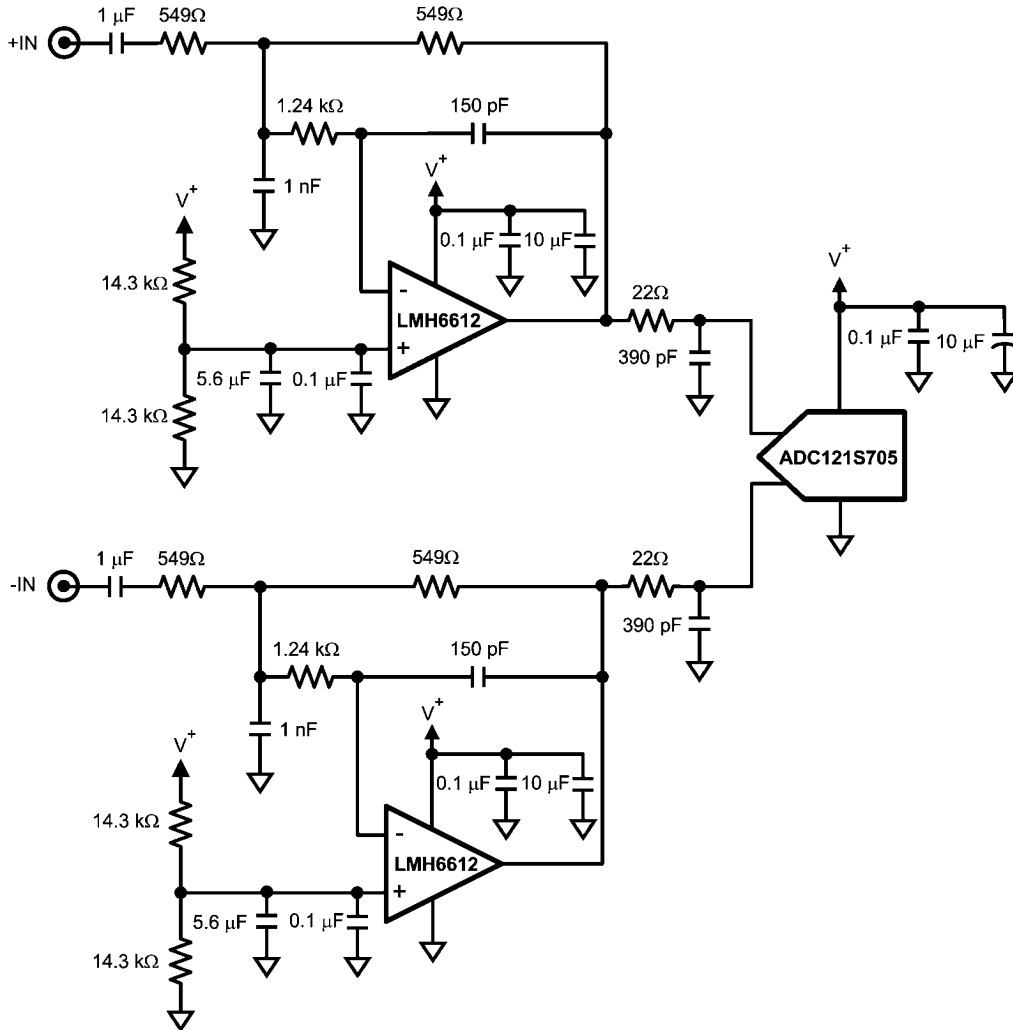 1 µF
549Ω
549Ω
+IN
1.24 kΩ
150 pF
1 nF
V⁺
V⁺
0.1 µF
10 µF
14.3 kΩ
-
LMH6612
+
22Ω
V⁺
0.1 µF
10 µF
390 pF
5.6 µF
0.1 µF
14.3 kΩ
ADC121S705
1 µF
549Ω
549Ω
22Ω
-IN
390 pF
1.24 kΩ
150 pF
1 nF
V⁺
V⁺
0.1 µF
10 µF
14.3 kΩ
-
LMH6612
+
5.6 µF
0.1 µF
14.3 kΩ